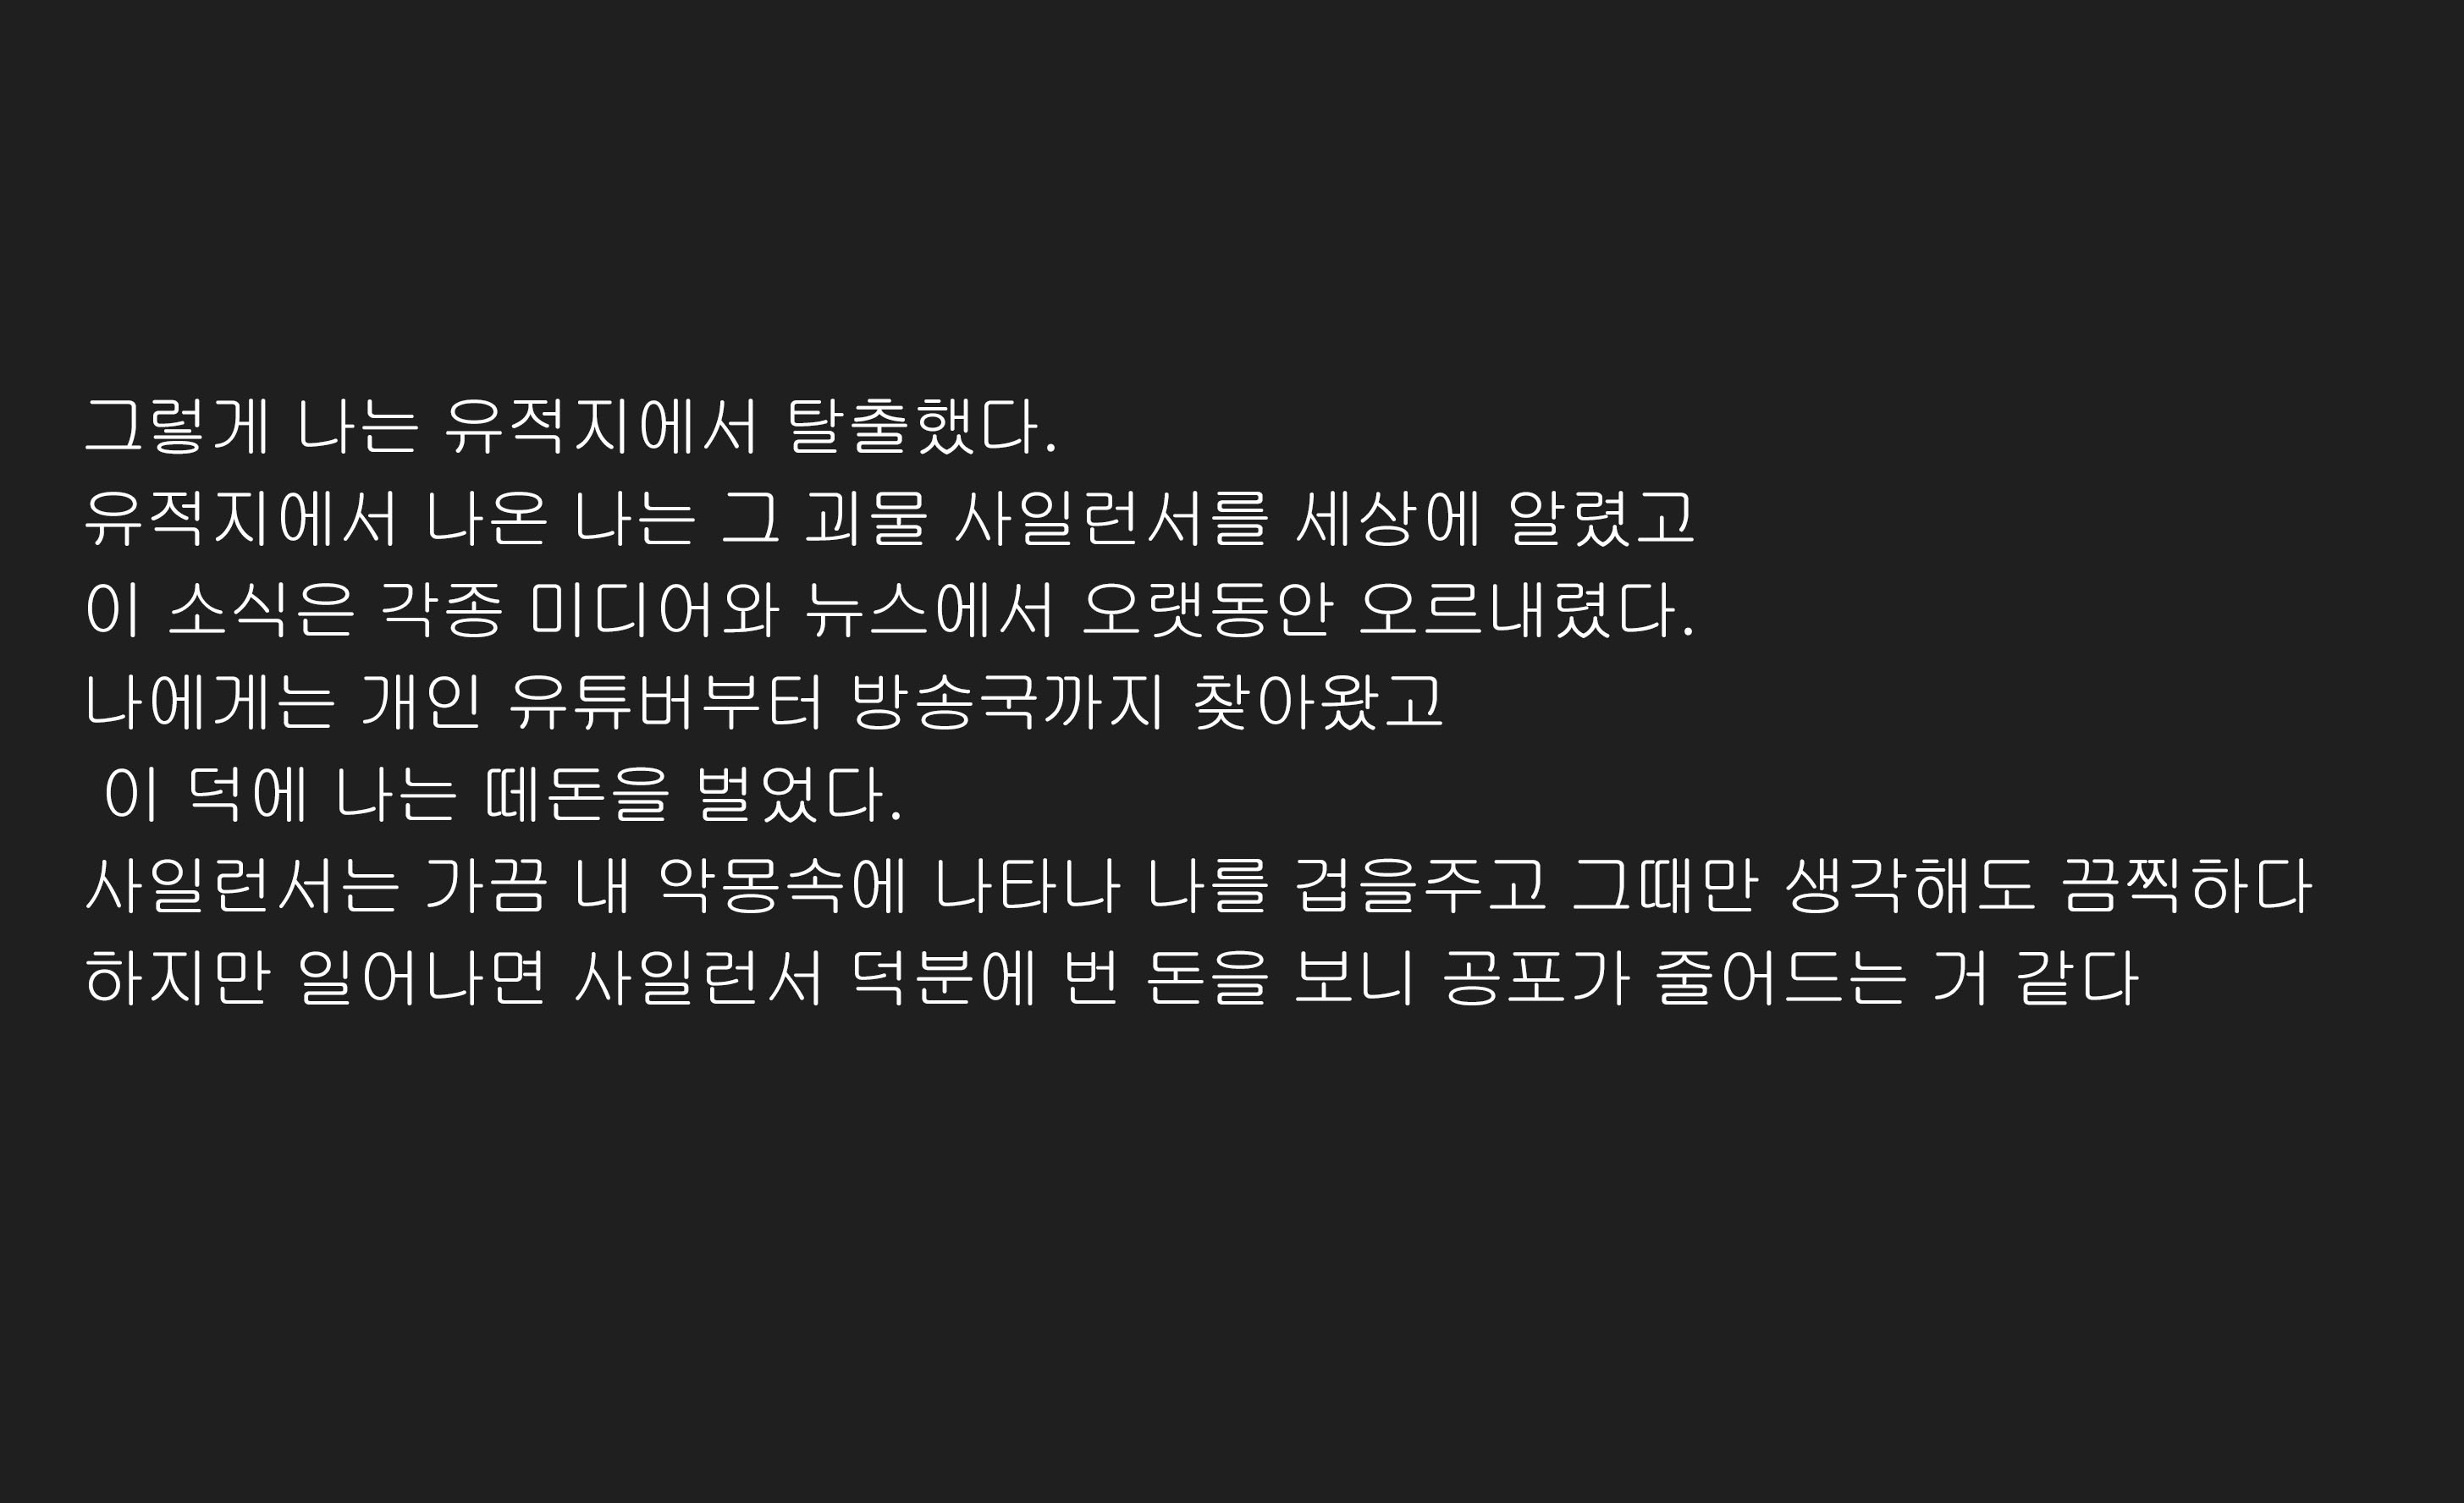 그렇게 나는 유적지에서 탈출했다.
유적지에서 나온 나는 그 괴물 사일런서를 세상에 알렸고
이 소식은 각종 미디어와 뉴스에서 오랫동안 오르내렸다.
나에게는 개인 유튜버부터 방송국까지 찾아왔고
이 덕에 나는 떼돈을 벌었다.
사일런서는 가끔 내 악몽속에 나타나 나를 겁을주고 그때만 생각해도 끔찍하다
하지만 일어나면 사일런서 덕분에 번 돈을 보니 공포가 줄어드는 거 같다